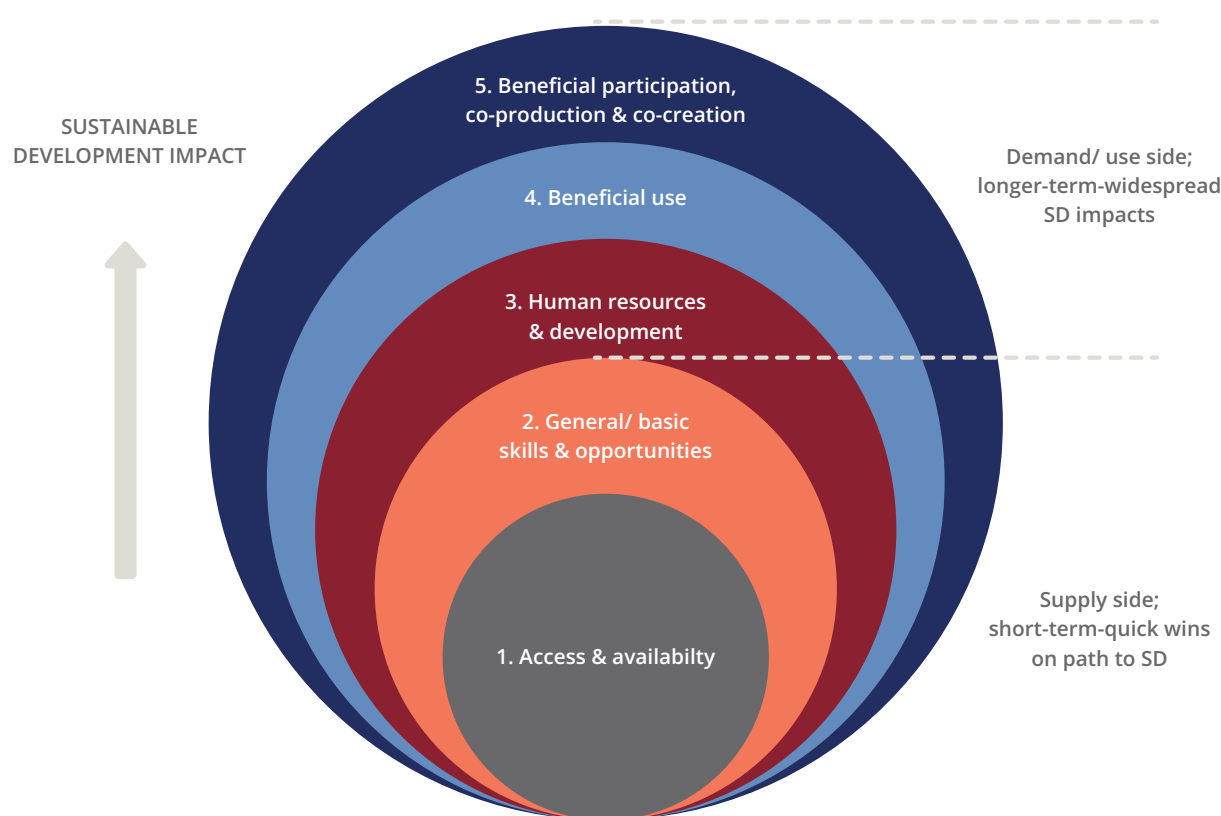 5. Beneficial participation,
co-production & co-creation
SUSTAINABLE
DEVELOPMENT IMPACT
Demand/ use side;
longer-term-widespread
SD impacts
4. Beneficial use
3. Human resources
& development
2. General/ basic
skills & opportunities
Supply side;
short-term-quick wins
on path to SD
1. Access & availabilty